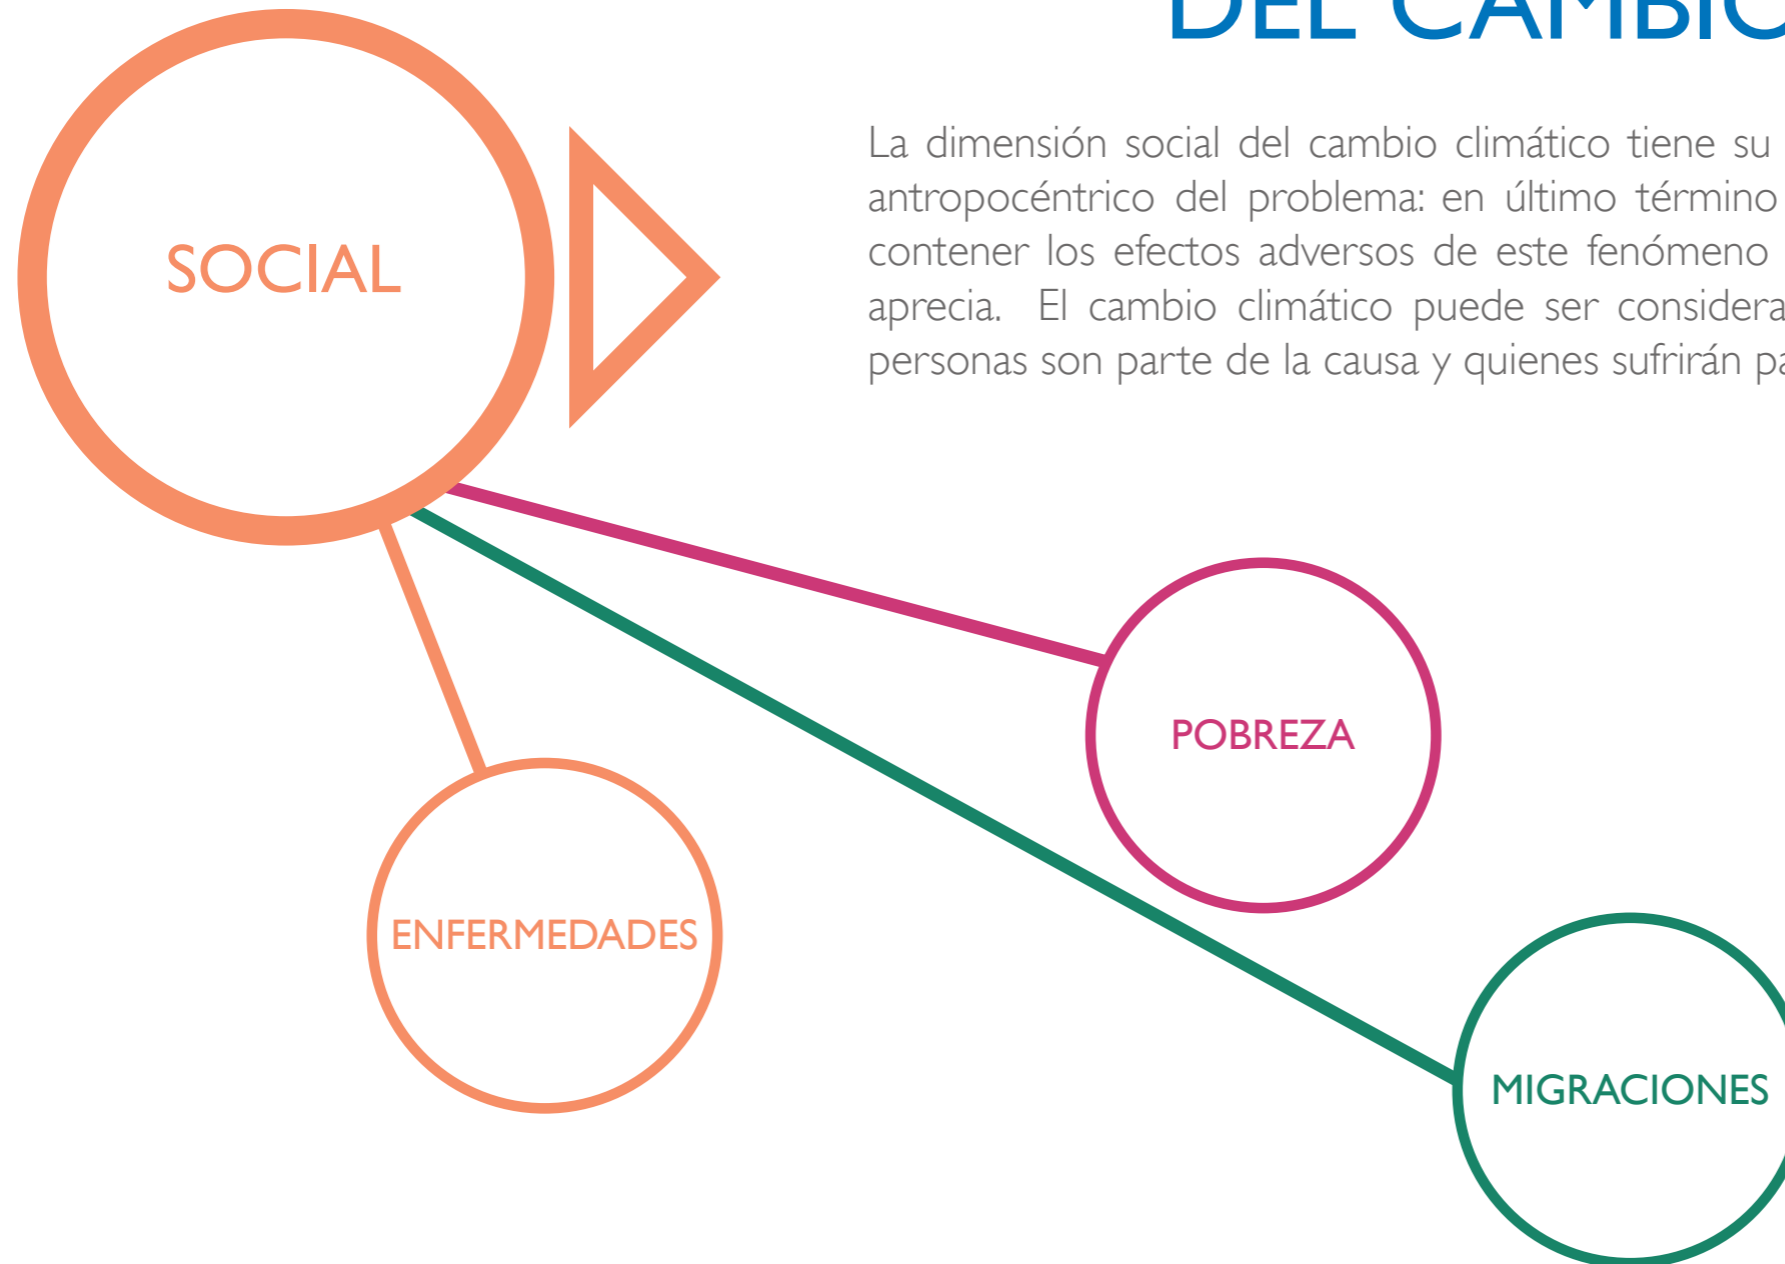 DEL CAMBIO
La dimensión social del cambio climático tiene su
antropocéntrico del problema: en último término
contener los efectos adversos de este fenómeno
aprecia. El cambio climático puede ser considera
personas son parte de la causa y quienes sufrirán pa
SOCIAL
POBREZA
ENFERMEDADES
MIGRACIONES